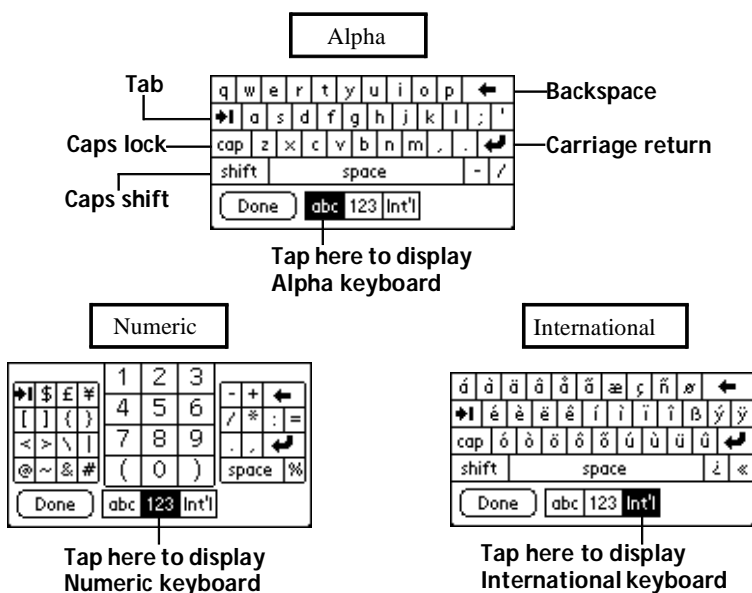 Alpha
Tab
Caps lock
Caps shift
q w e r t y u i o p
a s d f g h j k l ; '
cap z x c v b n m , .
shift space - /
Done abc 123 Int'l
Backspace
Carriage return
Tap here to display
Alpha keyboard
Numeric
1 2 3
$ £ ¥ 4 5 6 - +
[ ] { } 7 8 9 / * : =
< > \ | ( 0 ) . ,
@ ~ & # space %
Done abc 123 Int'l
Tap here to display
Numeric keyboard
International
á à ä â å ã æ ç ñ ø
é è ë ê í ì ï î ß ý ÿ
cap ó ò ö ô õ ú ù ü û
shift space ¿ «
Done abc 123 Int'l
Tap here to display
International keyboard